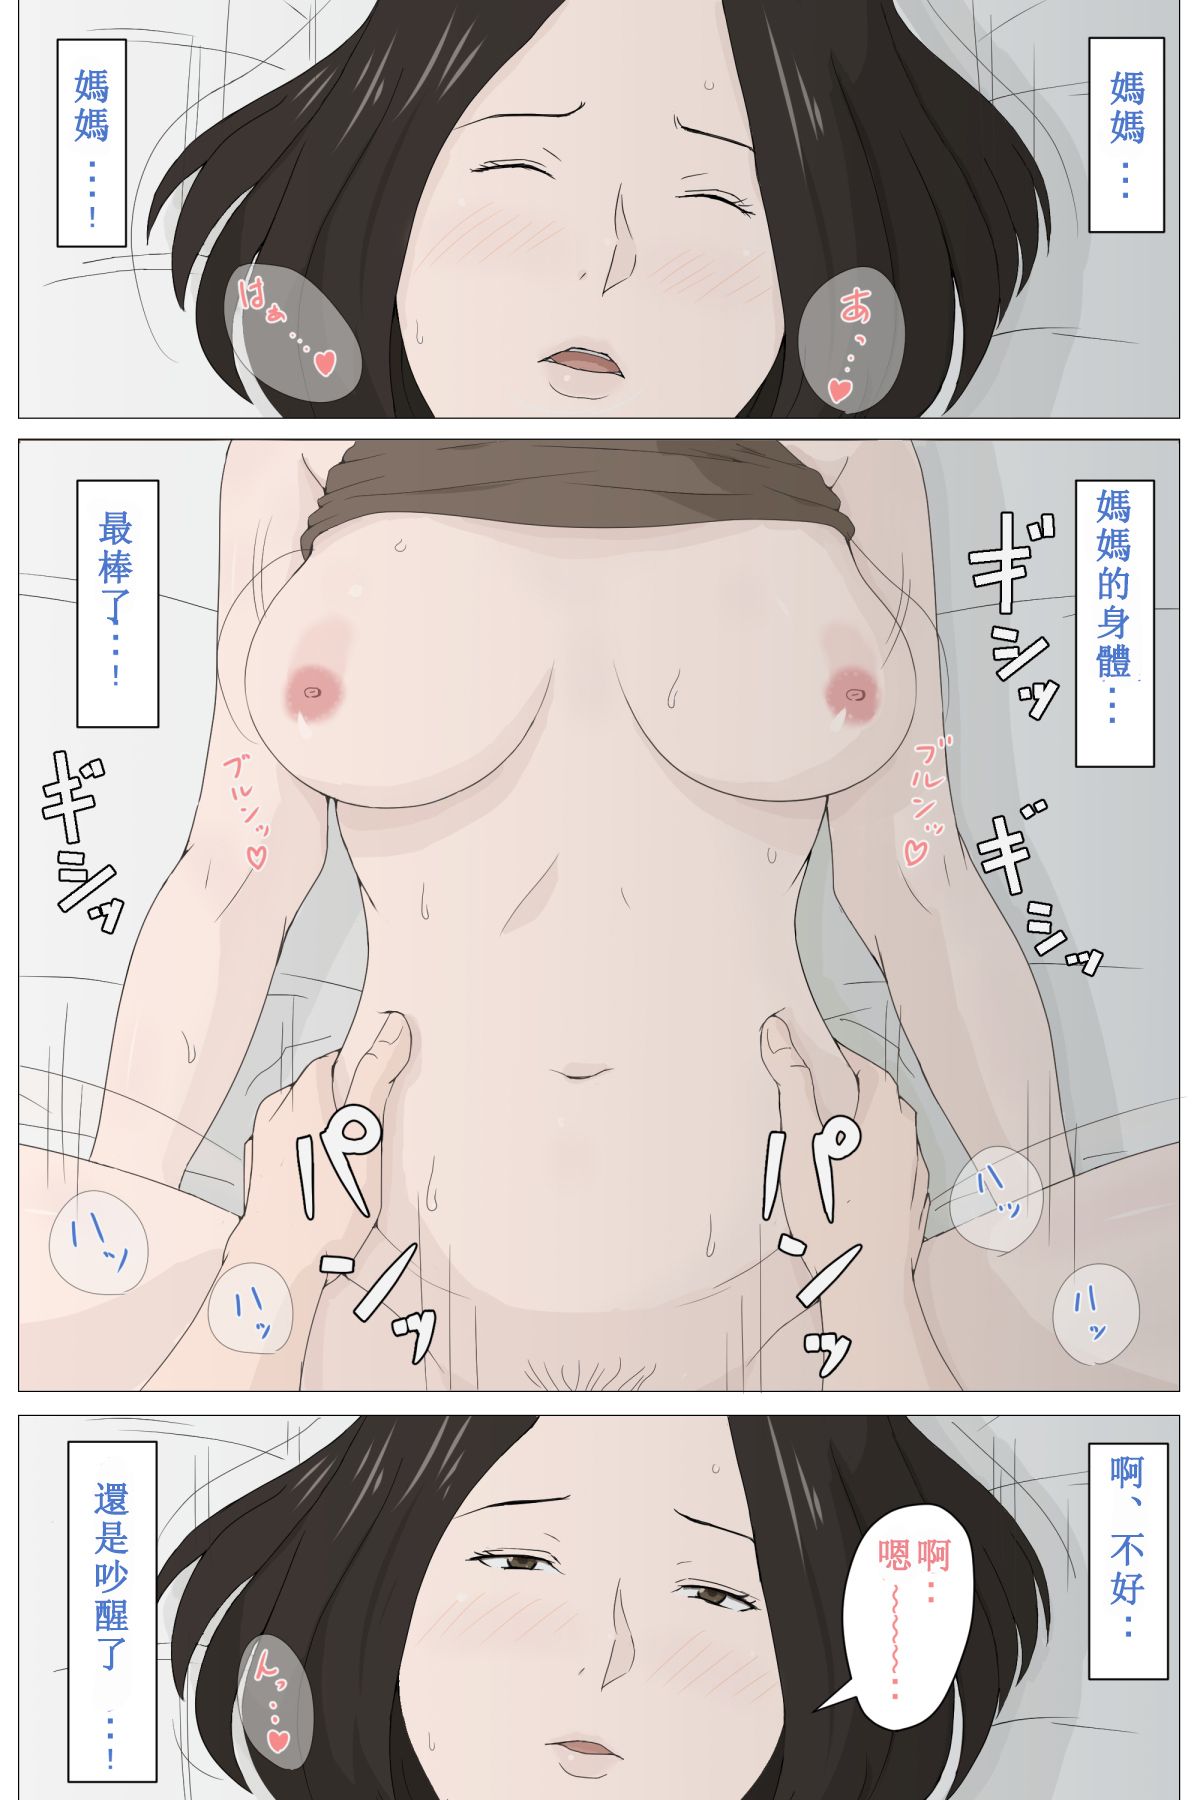 媽媽…
媽媽…!
あっ…♥
はぁ…♥
媽媽的身體…
最棒了…!
ギシッ
ギシッ
ギシッ
ブルンッ♡
ブルンッ♡
パンッ
パンッ
ハッ
ハッ
ハッ
ハッ
啊、不好…
啊…
嗯~~~~…
還是吵醒了…!
んっ…♥